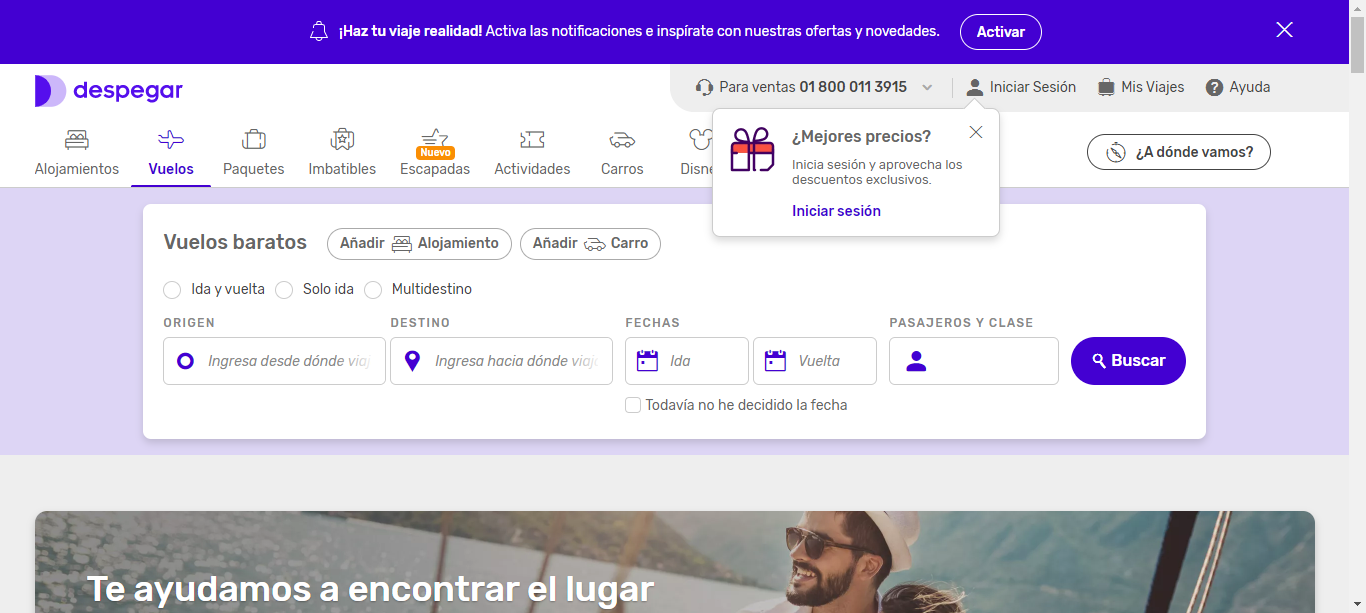 ¡Haz tu viaje realidad! Activa las notificaciones e inspírate con nuestras ofertas y novedades.
Activar
despegar
Para ventas 01 800 011 3915
Iniciar Sesión
Mis Viajes
Ayuda
Alojamientos
Vuelos
Paquetes
Imbatibles
Nuevo
Escapadas
Actividades
Carros
Disne
¿A dónde vamos?
¿Mejores precios?
Inicia sesión y aprovecha los
descuentos exclusivos.
Iniciar sesión
Vuelos baratos
Añadir Alojamiento
Añadir Carro
Ida y vuelta
Solo ida
Multidestino
ORIGEN
DESTINO
FECHAS
PASAJEROS Y CLASE
Ingresa desde dónde viaj
Ingresa hacia dónde viaj
Ida
Vuelta
Buscar
Todavía no he decidido la fecha
Te ayudamos a encontrar el lugar